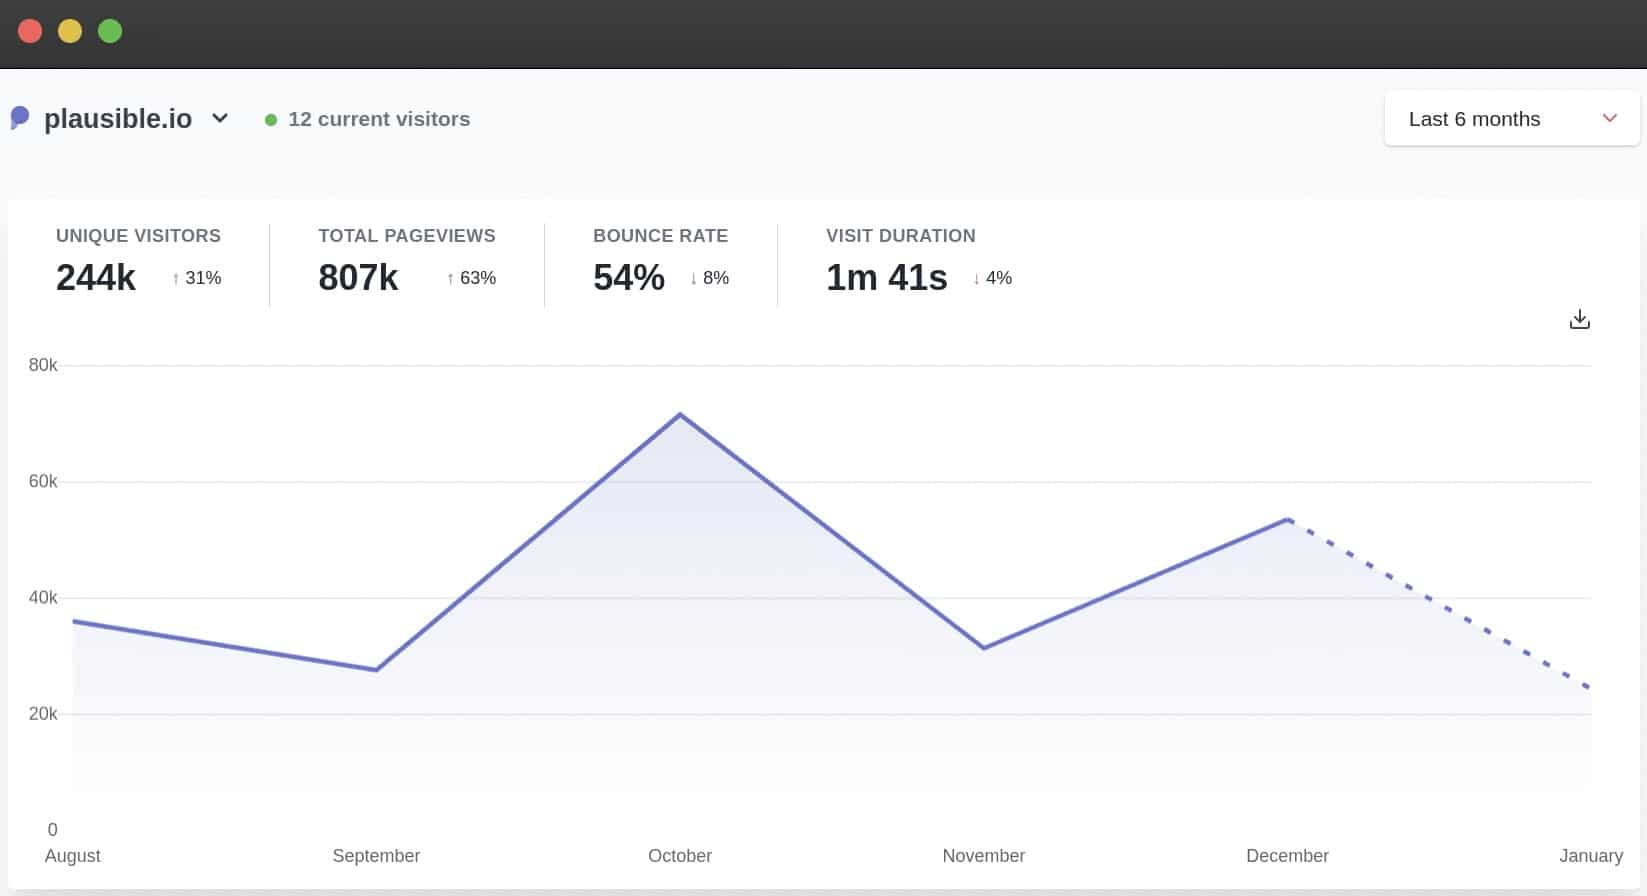 plausible.io
12 current visitors
Last 6 months
UNIQUE VISITORS
244k ↑ 31%
TOTAL PAGEVIEWS
807k ↑ 63%
BOUNCE RATE
54% ↓ 8%
VISIT DURATION
1m 41s ↓ 4%
80k
60k
40k
20k
0
August September October November December January